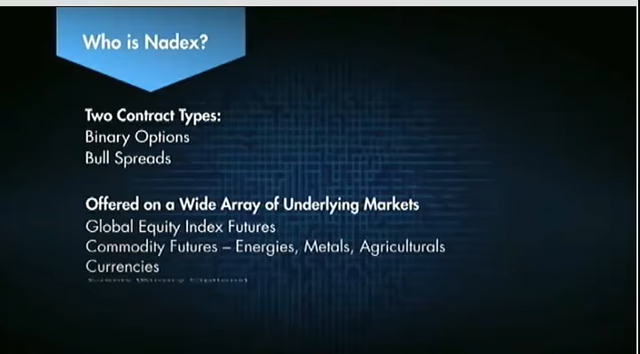 Who is Nadex?
Two Contract Types:
Binary Options
Bull Spreads
Offered on a Wide Array of Underlying Markets
Global Equity Index Futures
Commodity Futures – Energies, Metals, Agriculturals
Currencies